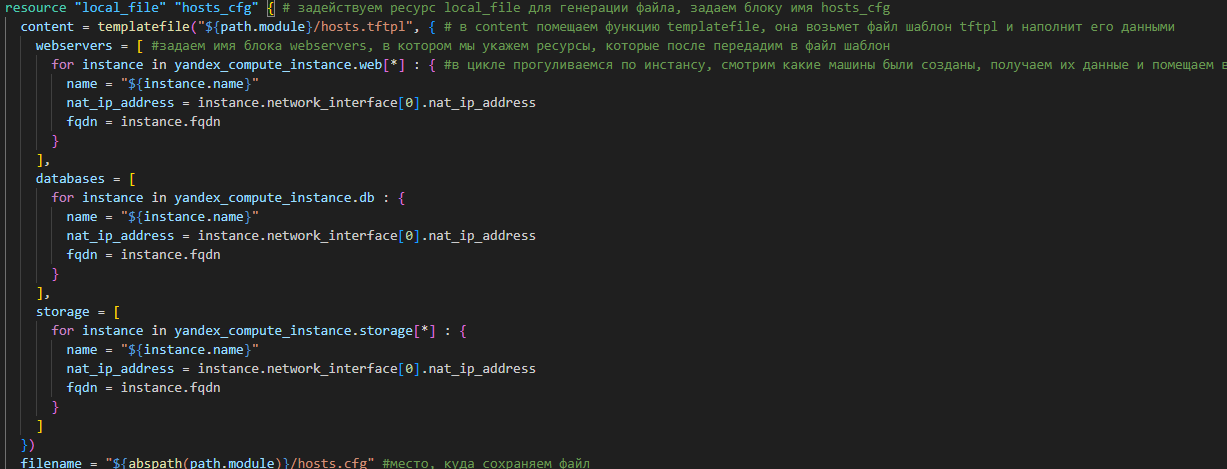 resource "local_file" "hosts_cfg" { # задействуем ресурс local_file для генерации файла, задаем блоку имя hosts_cfg
content = templatefile("${path.module}/hosts.tftpl", { # в content помещаем функцию templatefile, она возьмет файл шаблон tftpl и наполнит его данными
webservers = [ #задаем имя блока webservers, в котором мы укажем ресурсы, которые после передадим в файл шаблон
for instance in yandex_compute_instance.web[*] : { #в цикле прогуливаемся по инстансу, смотрим какие машины были созданы, получаем их данные и помещаем в
name = "${instance.name}"
nat_ip_address = instance.network_interface[0].nat_ip_address
fqdn = instance.fqdn
}
],
databases = [
for instance in yandex_compute_instance.db : {
name = "${instance.name}"
nat_ip_address = instance.network_interface[0].nat_ip_address
fqdn = instance.fqdn
}
],
storage = [
for instance in yandex_compute_instance.storage[*] : {
name = "${instance.name}"
nat_ip_address = instance.network_interface[0].nat_ip_address
fqdn = instance.fqdn
}
]
})
filename = "${abspath(path.module)}/hosts.cfg" #место, куда сохраняем файл